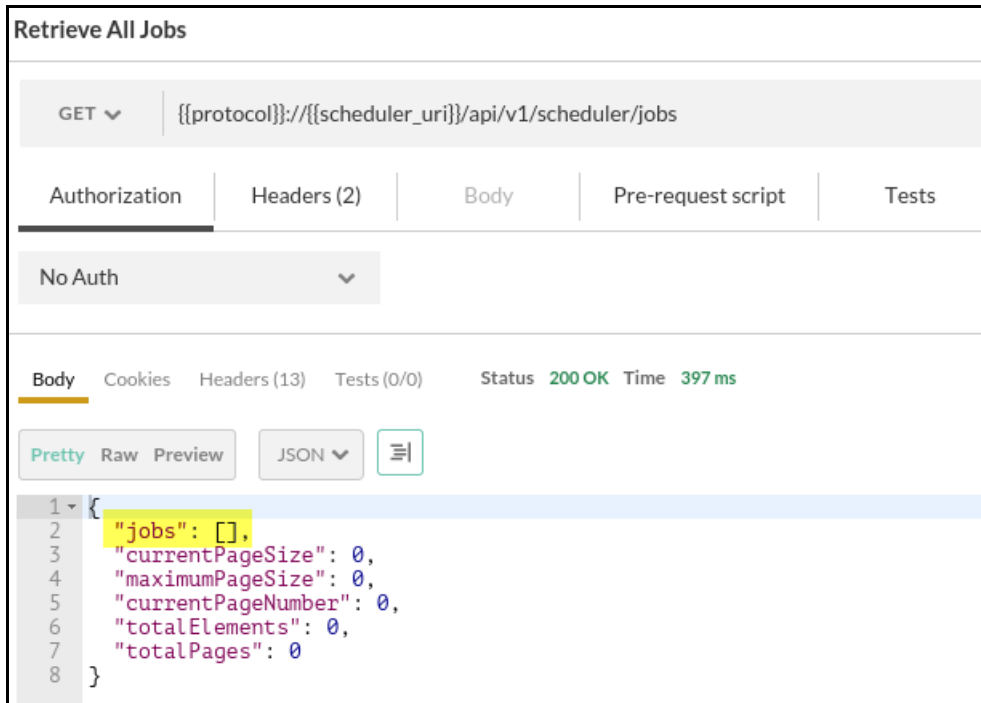 Retrieve All Jobs
GET {{protocol}}://{{scheduler_uri}}/api/v1/scheduler/jobs
Authorization Headers (2) Body Pre-request script Tests
No Auth
Body Cookies Headers (13) Tests (0/0) Status 200 OK Time 397 ms
Pretty Raw Preview JSON
1 {
2 "jobs": [],
3 "currentPageSize": 0,
4 "maximumPageSize": 0,
5 "currentPageNumber": 0,
6 "totalElements": 0,
7 "totalPages": 0
8 }